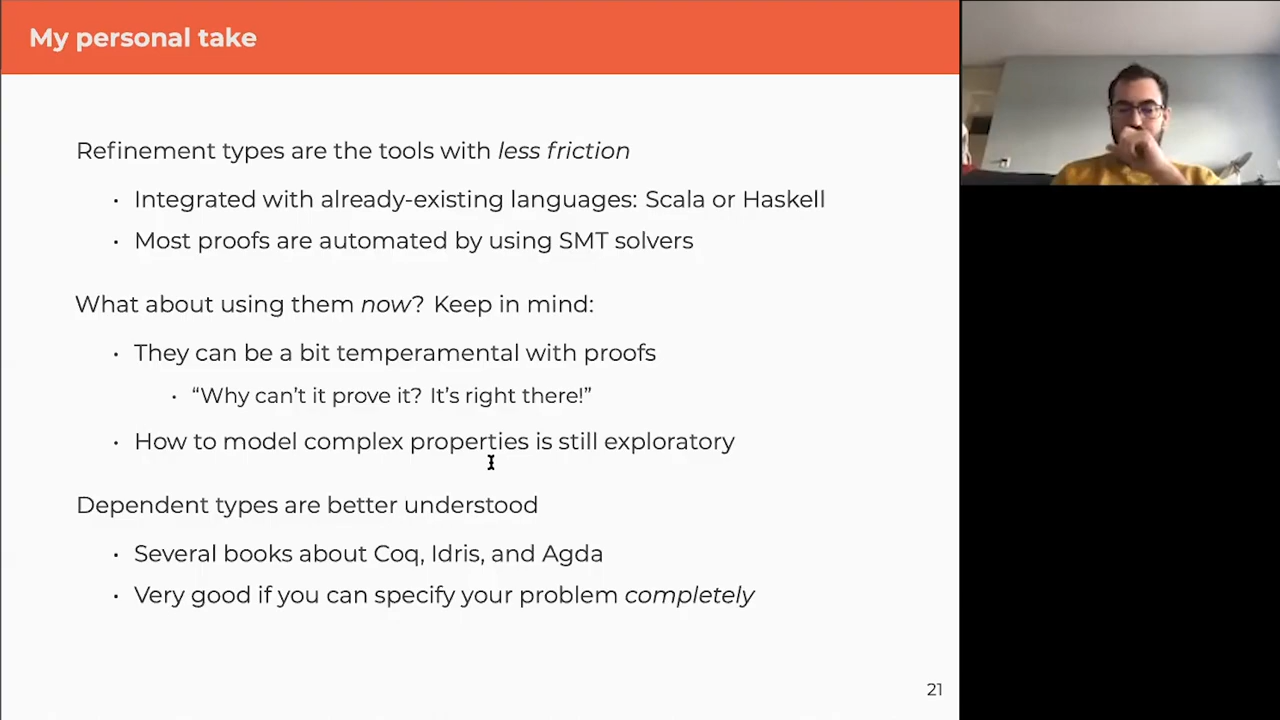 My personal take
Refinement types are the tools with less friction
· Integrated with already-existing languages: Scala or Haskell
· Most proofs are automated by using SMT solvers
What about using them now? Keep in mind:
· They can be a bit temperamental with proofs
· “Why can’t it prove it? It’s right there!”
· How to model complex properties is still exploratory
Dependent types are better understood
· Several books about Coq, Idris, and Agda
· Very good if you can specify your problem completely
21